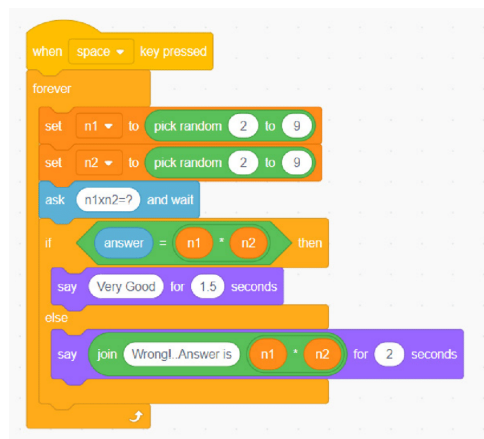 when space key pressed
forever
set n1 to pick random 2 to 9
set n2 to pick random 2 to 9
ask n1xn2=? and wait
if answer = n1 * n2 then
say Very Good for 1.5 seconds
else
say join Wrong!..Answer is n1 * n2 for 2 seconds